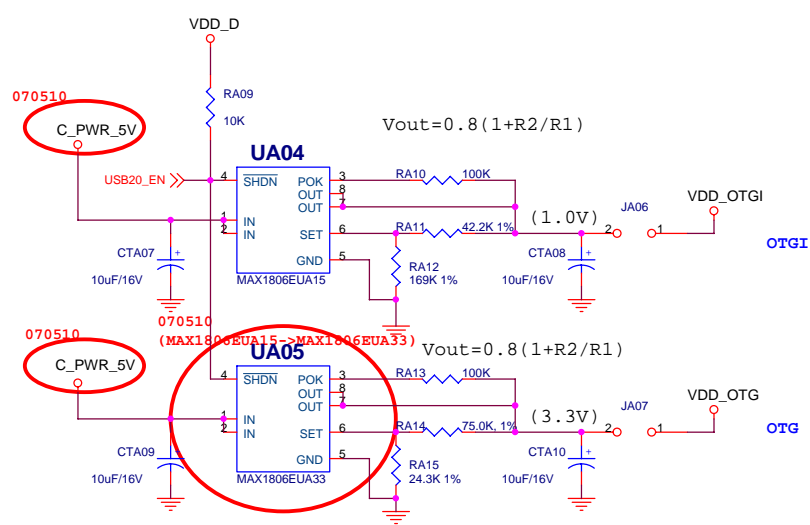 VDD_D
RA09
10K
070510
C_PWR_5V
Vout=0.8(1+R2/R1)
UA04
USB20_EN
4
SHDN
POK
3
RA10
100K
OUT
8
OUT
7
1
IN
2
IN
SET
6
RA11
42.2K 1%
(1.0V)
JA06
2
1
VDD_OTGI
OTGI
GND
5
CTA07
+
10uF/16V
RA12
169K 1%
CTA08
+
10uF/16V
MAX1806EUA15
070510
070510
(MAX1806EUA15->MAX1806EUA33)
C_PWR_5V
UA05
Vout=0.8(1+R2/R1)
4
SHDN
POK
3
RA13
100K
OUT
8
OUT
7
1
IN
2
IN
SET
6
RA14
75.0K, 1%
(3.3V)
JA07
2
1
VDD_OTG
OTG
GND
5
CTA09
+
10uF/16V
RA15
24.3K 1%
CTA10
+
10uF/16V
MAX1806EUA33